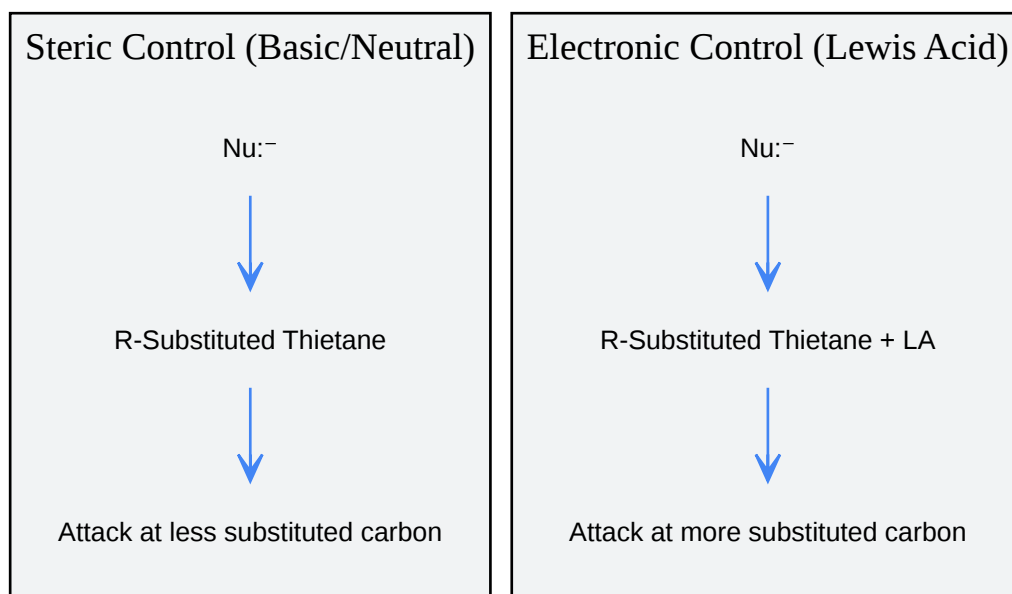 Steric Control (Basic/Neutral)
Nu:⁻
R-Substituted Thietane
Attack at less substituted carbon
Electronic Control (Lewis Acid)
Nu:⁻
R-Substituted Thietane + LA
Attack at more substituted carbon